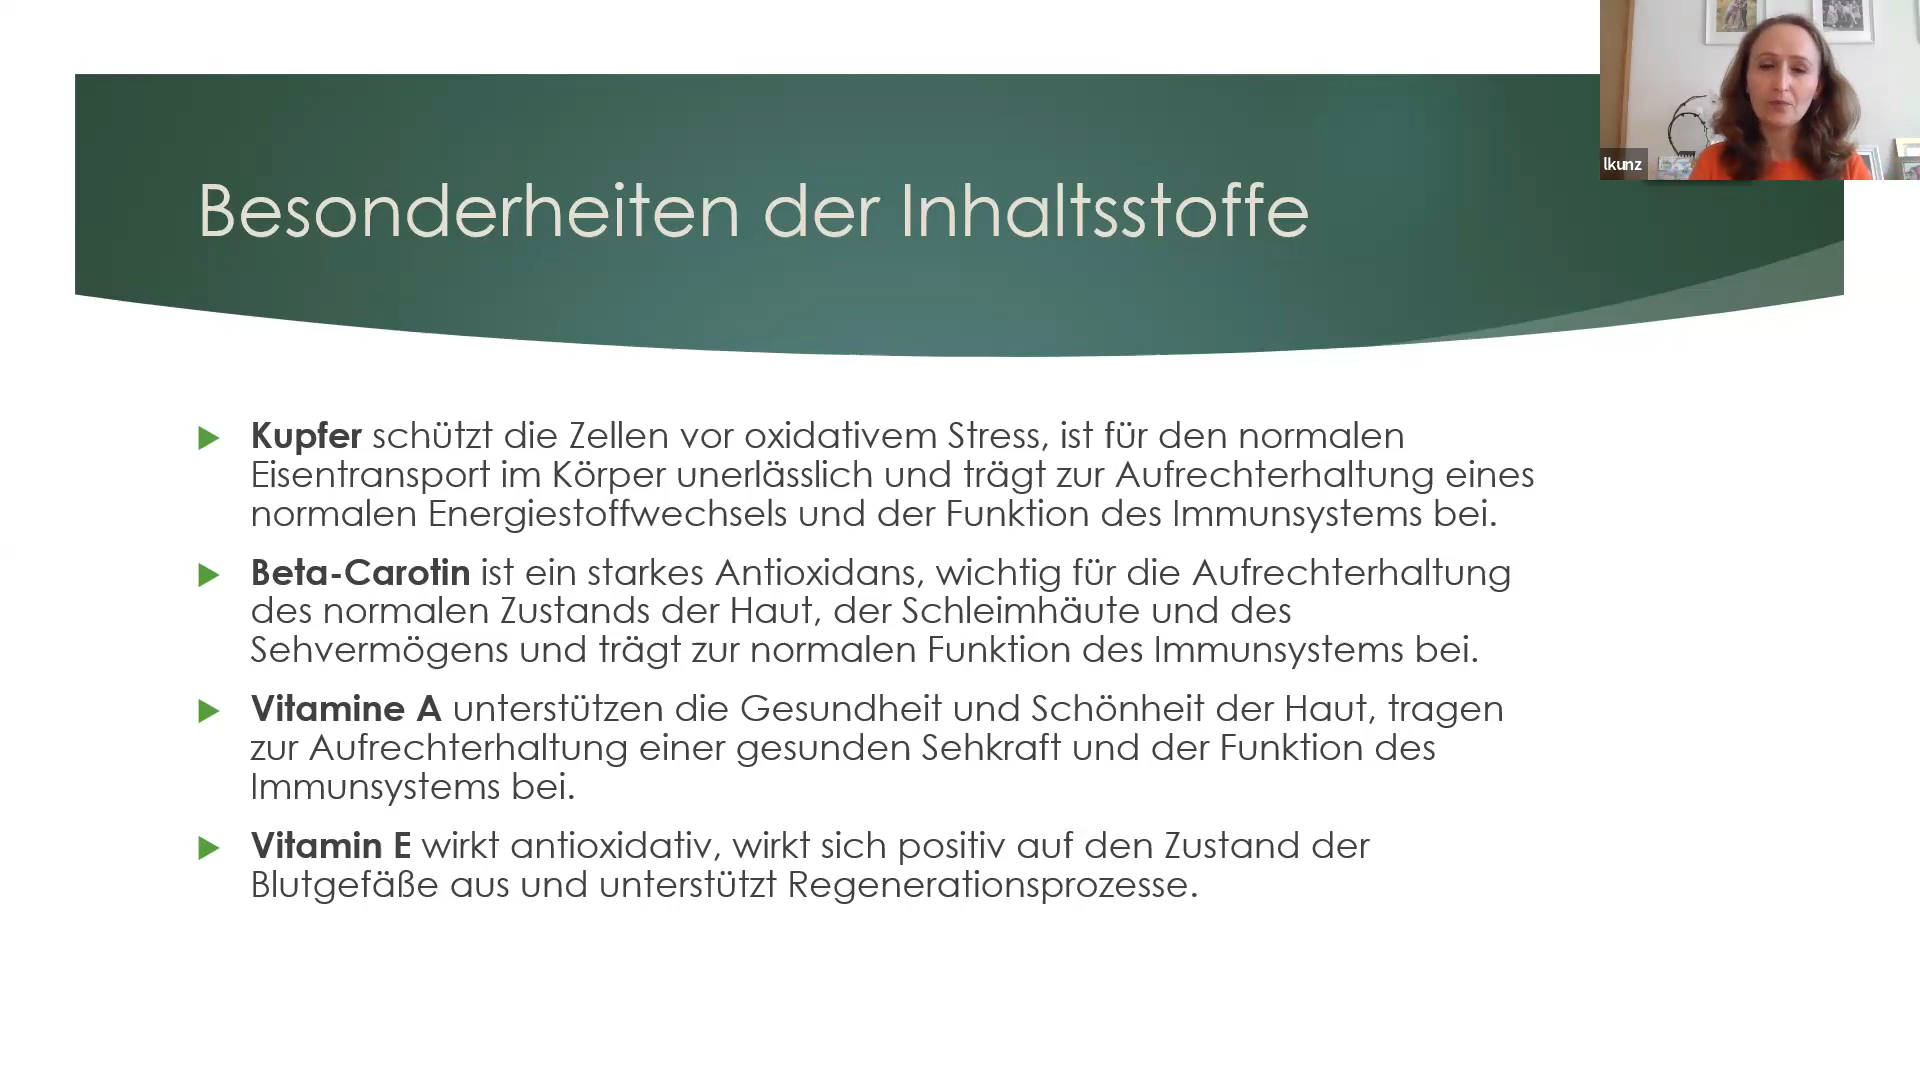 lkunz
Besonderheiten der Inhaltsstoffe
Kupfer schützt die Zellen vor oxidativem Stress, ist für den normalen
Eisentransport im Körper unerlässlich und trägt zur Aufrechterhaltung eines
normalen Energiestoffwechsels und der Funktion des Immunsystems bei.
Beta-Carotin ist ein starkes Antioxidans, wichtig für die Aufrechterhaltung
des normalen Zustands der Haut, der Schleimhäute und des
Sehvermögens und trägt zur normalen Funktion des Immunsystems bei.
Vitamine A unterstützen die Gesundheit und Schönheit der Haut, tragen
zur Aufrechterhaltung einer gesunden Sehkraft und der Funktion des
Immunsystems bei.
Vitamin E wirkt antioxidativ, wirkt sich positiv auf den Zustand der
Blutgefäße aus und unterstützt Regenerationsprozesse.